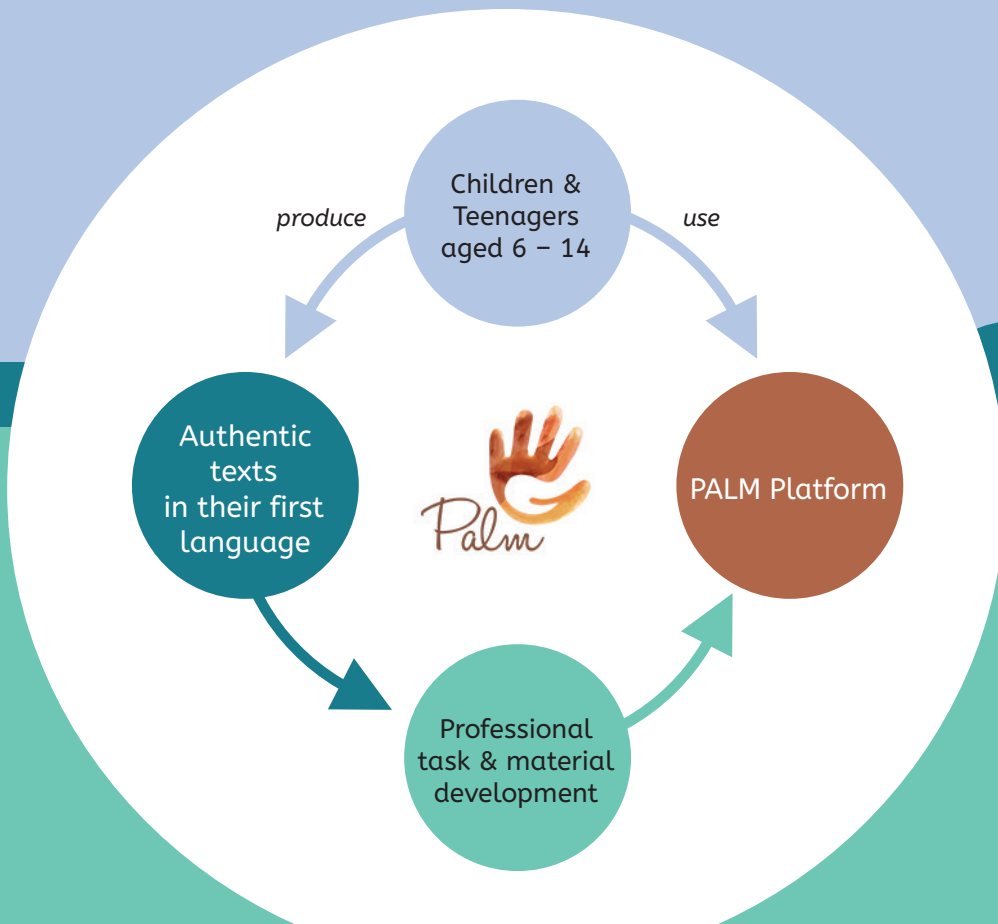 Children &
Teenagers
aged 6 – 14
produce
use
Authentic
texts
in their first
language
Palm
PALM Platform
Professional
task & material
development